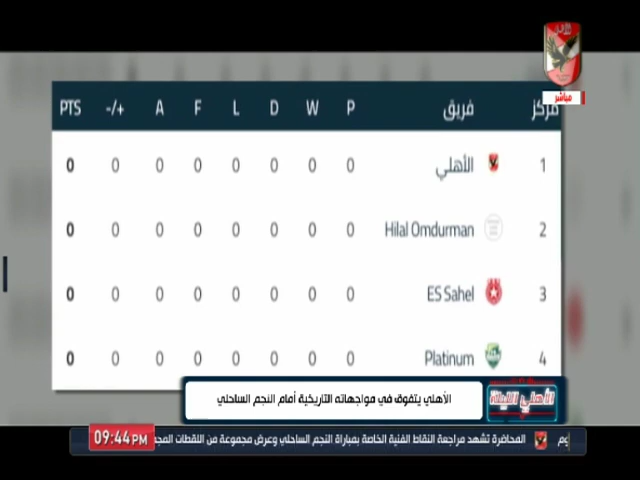 مباشر
مركز فريق P W D L F A +/- PTS
1 الأهلي 0 0 0 0 0 0 0 0
2 Hilal Omdurman 0 0 0 0 0 0 0 0
3 ES Sahel 0 0 0 0 0 0 0 0
4 Platinum 0 0 0 0 0 0 0 0
الأهلي يتفوق في مواجهاته التاريخية أمام النجم الساحلي
الأهلي الليلة
المحاضرة تشهد مراجعة النقاط الفنية الخاصة بمباراة النجم الساحلي وعرض مجموعة من اللقطات
09:44 PM